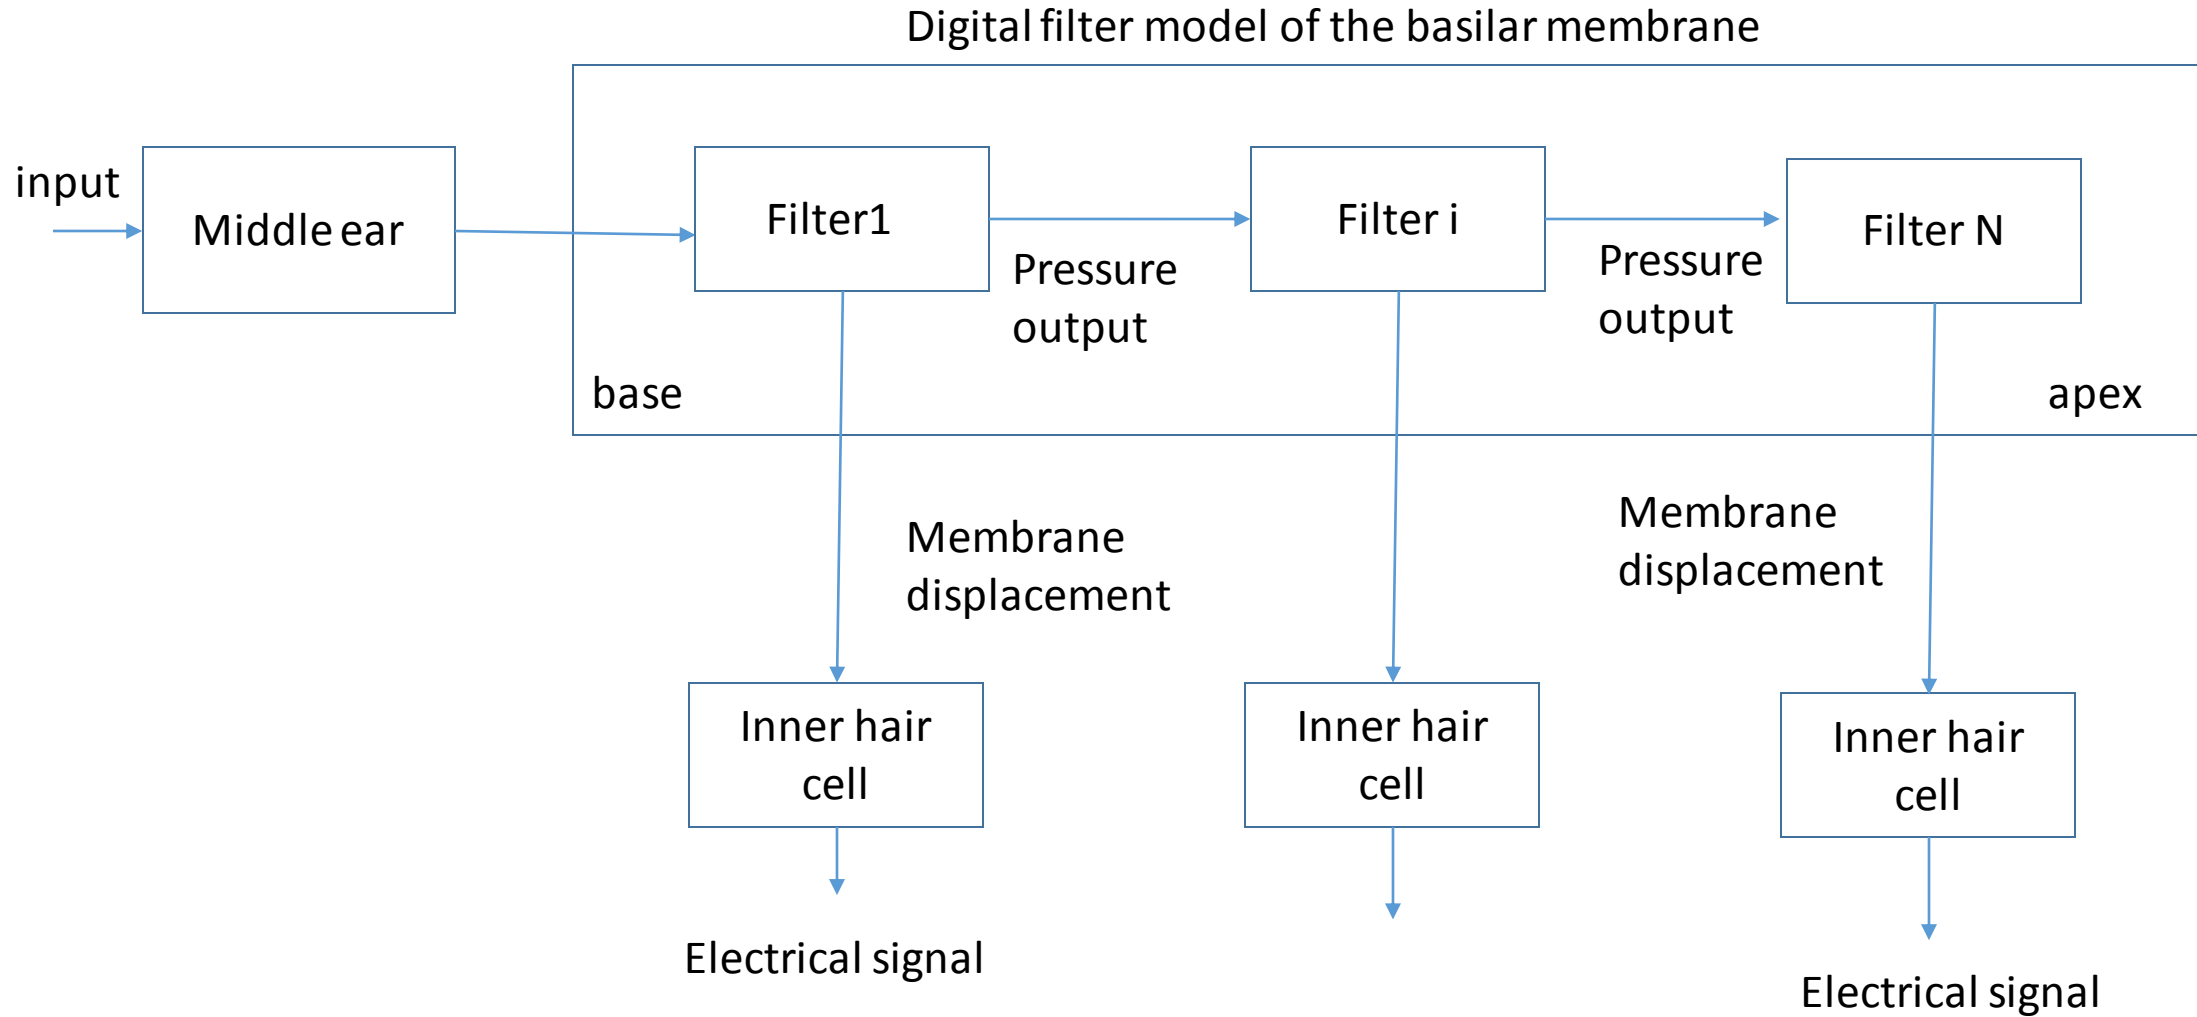 Digital filter model of the basilar membrane
input
Middle ear
Filter1
Pressure
output
Filter i
Pressure
output
Filter N
base
apex
Membrane
displacement
Membrane
displacement
Inner hair
cell
Inner hair
cell
Inner hair
cell
Electrical signal
Electrical signal